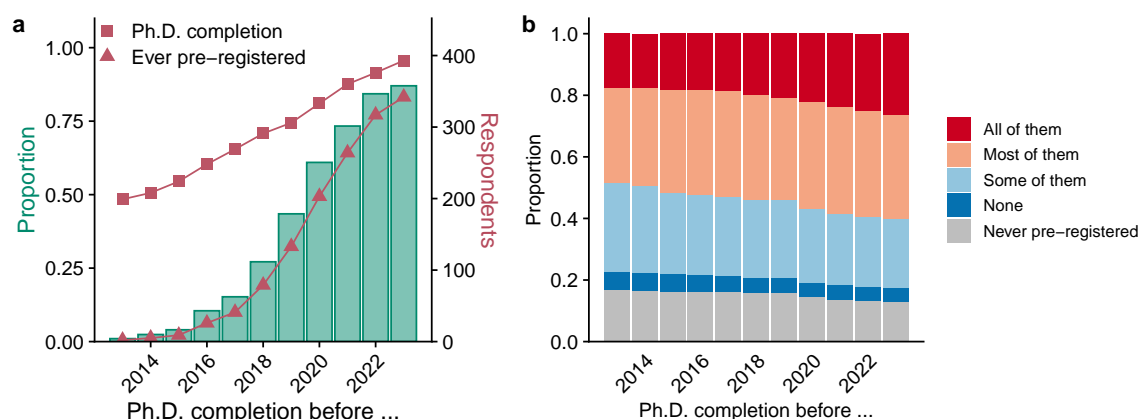 a
Ph.D. completion
Ever pre-registered
Proportion
1.00
0.75
0.50
0.25
0.00
400
300
200
100
0
Respondents
2014
2016
2018
2020
2022
Ph.D. completion before ...
b
Proportion
1.0
0.8
0.6
0.4
0.2
0.0
2014
2016
2018
2020
2022
Ph.D. completion before ...
All of them
Most of them
Some of them
None
Never pre-registered